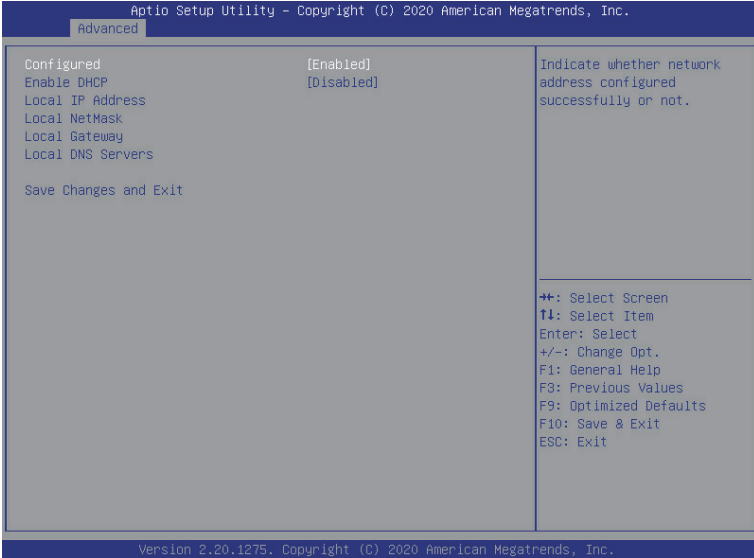 Aptio Setup Utility – Copyright (C) 2020 American Megatrends, Inc.
Advanced
Configured [Enabled]
Enable DHCP [Disabled]
Local IP Address
Local NetMask
Local Gateway
Local DNS Servers
Save Changes and Exit
Indicate whether network
address configured
successfully or not.
→←: Select Screen
↑↓: Select Item
Enter: Select
+/-: Change Opt.
F1: General Help
F3: Previous Values
F9: Optimized Defaults
F10: Save & Exit
ESC: Exit
Version 2.20.1275. Copyright (C) 2020 American Megatrends, Inc.